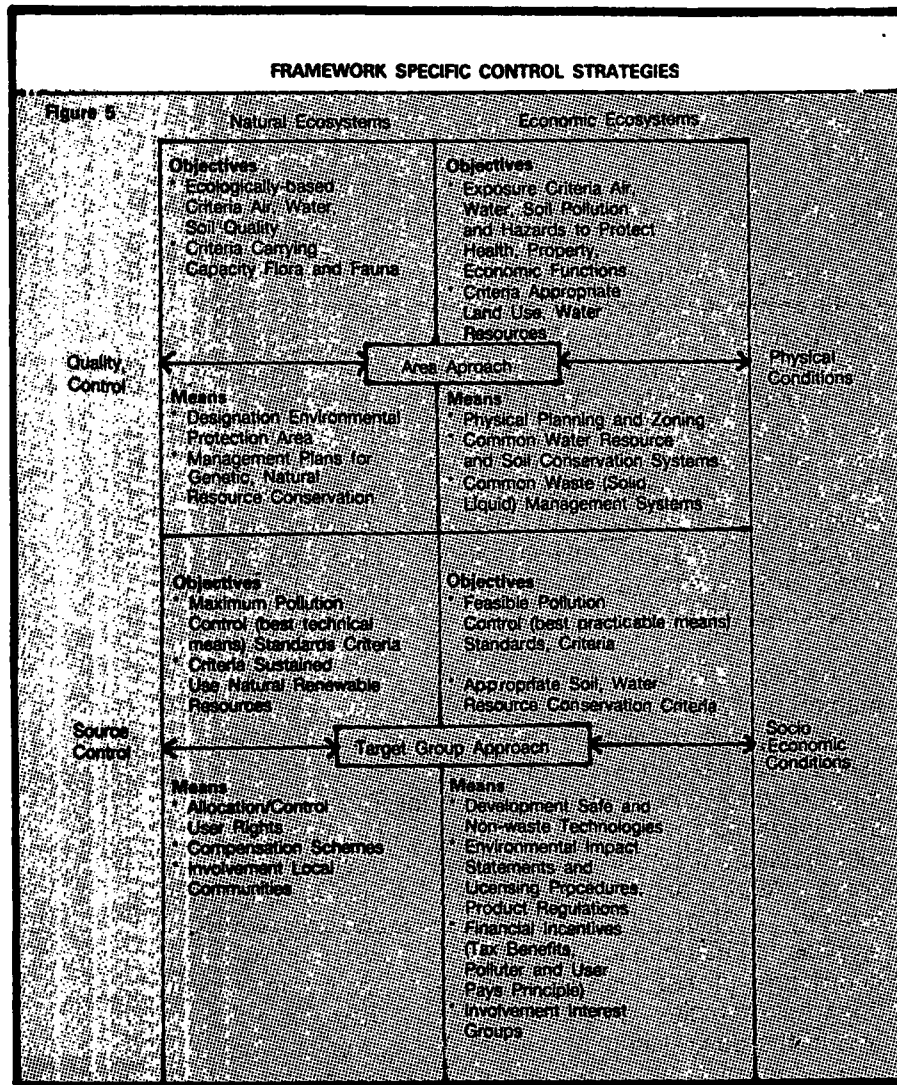 FRAMEWORK SPECIFIC CONTROL STRATEGIES
Figure 5
Natural Ecosystems
Economic Ecosystems
Objectives
* Ecologically-based
Criteria Air, Water,
Soil Quality
* Criteria Carrying
Capacity Flora and Fauna
Objectives
* Exposure Criteria Air,
Water, Soil Pollution
and Hazards to Protect
Health, Property,
Economic Functions
* Criteria Appropriate
Land Use, Water
Resources
Quality,
Control
Area Aproach
Physical
Conditions
Means
* Designation Environmental
Protection Area
* Management Plans for
Genetic, Natural
Resource Conservation
Means
* Physical Planning and Zoning
* Common Water Resource
and Soil Conservation Systems
* Common Waste (Solid
Liquid) Management Systems
Objectives
* Maximum Pollution
Control (best technical
means) Standards Criteria
* Criteria Sustained
Use Natural Renewable
Resources
Objectives
* Feasible Pollution
Control (best practicable means)
Standards, Criteria
* Appropriate Soil, Water
Resource Conservation Criteria
Source
Control
Target Group Approach
Socio
Economic
Conditions
Means
* Allocation/Control
User Rights
* Compensation Schemes
* Involvement Local
Communities
Means
* Development Safe and
Non-waste Technologies
* Environmental Impact
Statements and
Licensing Procedures,
Product Regulations
* Financial Incentives
(Tax Benefits,
Polluter and User
Pays Principle)
* Involvement Interest
Groups